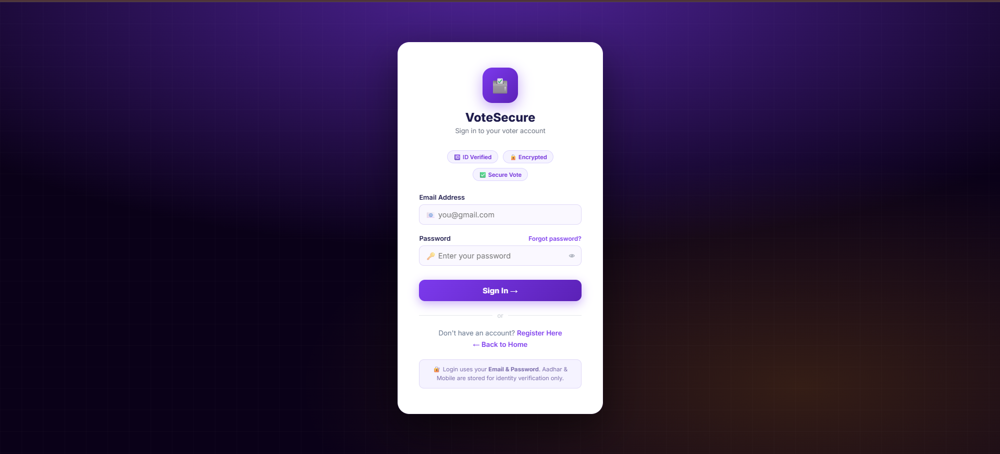 VoteSecure
Sign in to your voter account
🆔 ID Verified
🔒 Encrypted
✅ Secure Vote
Email Address
📧 you@gmail.com
Password
Forgot password?
🔑 Enter your password
Sign In →
or
Don't have an account? Register Here
← Back to Home
🔐 Login uses your Email & Password. Aadhar &
Mobile are stored for identity verification only.